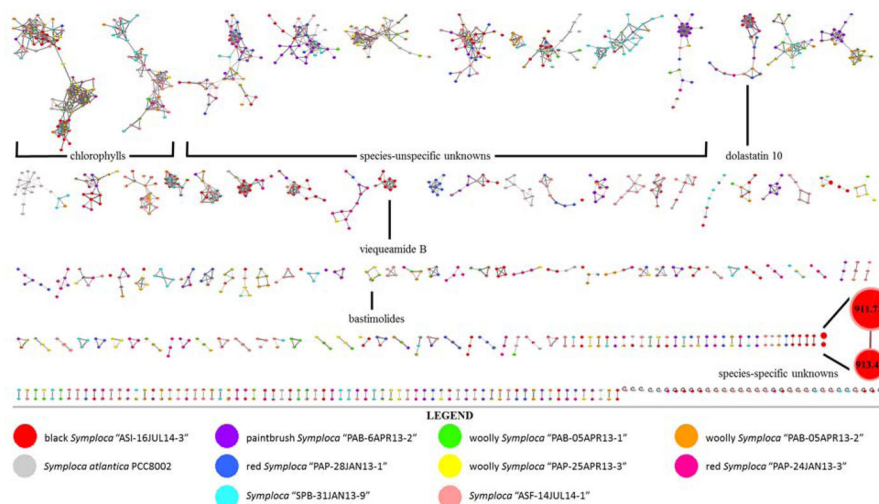 chlorophylls
species-unspecific unknowns
dolastatin 10
viequeamide B
bastimolides
species-specific unknowns
LEGEND
black Symploca "ASI-16JUL14-3"
paintbrush Symploca "PAB-6APR13-2"
woolly Symploca "PAB-05APR13-1"
woolly Symploca "PAB-05APR13-2"
Symploca atlantica PCC8002
red Symploca "PAP-28JAN13-1"
woolly Symploca "PAP-25APR13-3"
red Symploca "PAP-24JAN13-3"
Symploca "SPB-31JAN13-9"
Symploca "ASF-14JUL14-1"